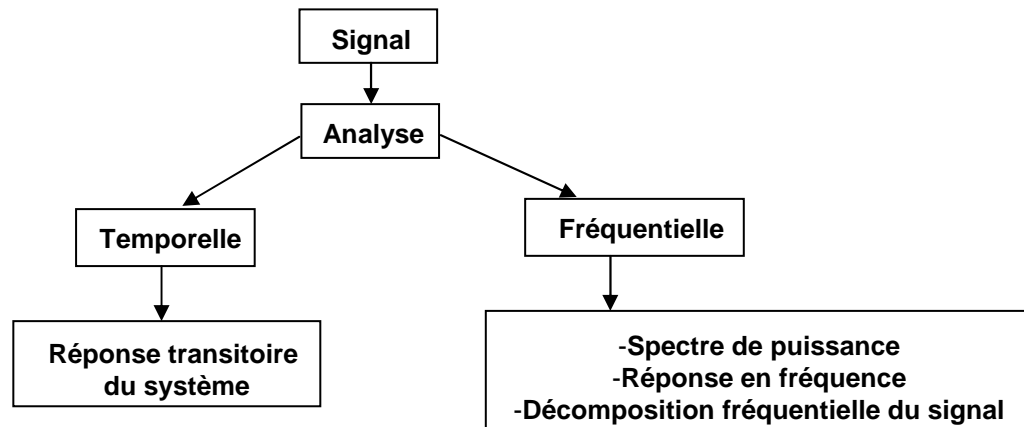 Signal
Analyse
Temporelle
Fréquentielle
Réponse transitoire
du système
-Spectre de puissance
-Réponse en fréquence
-Décomposition fréquentielle du signal